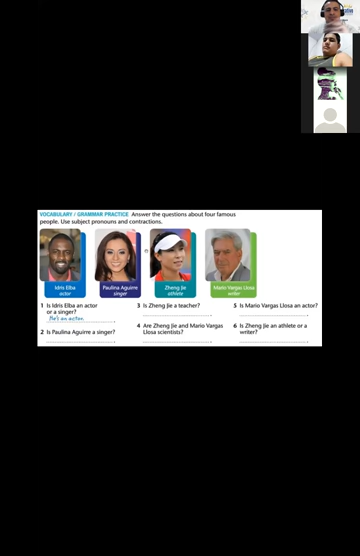 VOCABULARY / GRAMMAR PRACTICE Answer the questions about four famous
people. Use subject pronouns and contractions.
Idris Elba
actor
Paulina Aguirre
singer
Zheng Jie
athlete
Mario Vargas Llosa
writer
1 Is Idris Elba an actor
or a singer?
He's an actor.
2 Is Paulina Aguirre a singer?
3 Is Zheng Jie a teacher?
4 Are Zheng Jie and Mario Vargas
Llosa scientists?
5 Is Mario Vargas Llosa an actor?
6 Is Zheng Jie an athlete or a
writer?